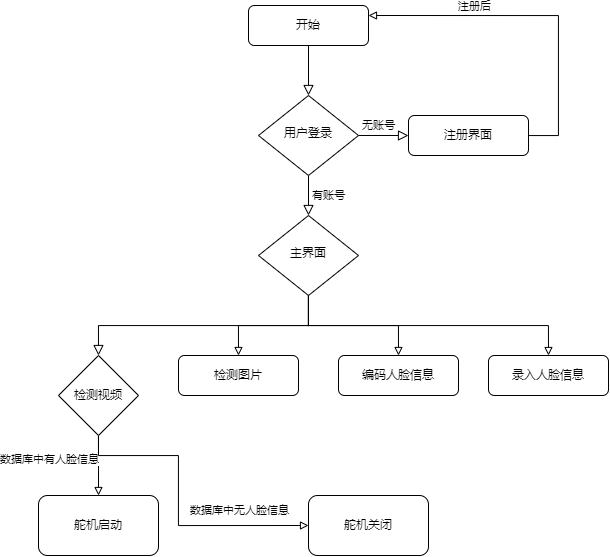 注册后
开始
用户登录
无账号
注册界面
有账号
主界面
检测视频
检测图片
编码人脸信息
录入人脸信息
数据库中有人脸信息
数据库中无人脸信息
舵机启动
舵机关闭